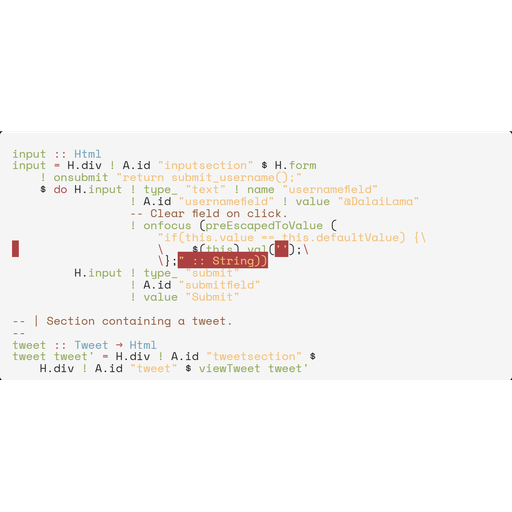 input :: Html
input = H.div ! A.id "inputsection" $ H.form
    ! onsubmit "return submit_username();"
    $ do H.input ! type_ "text" ! name "usernamefield"
                 ! A.id "usernamefield" ! value "@DalaiLama"
                 -- Clear field on click.
                 ! onfocus (preEscapedToValue (
                     "if(this.value == this.defaultValue) {\
                     \    $(this).val('');\
                     \};" :: String))
         H.input ! type_ "submit"
                 ! A.id "submitfield"
                 ! value "Submit"
-- | Section containing a tweet.
--
tweet :: Tweet → Html
tweet tweet' = H.div ! A.id "tweetsection" $
    H.div ! A.id "tweet" $ viewTweet tweet'